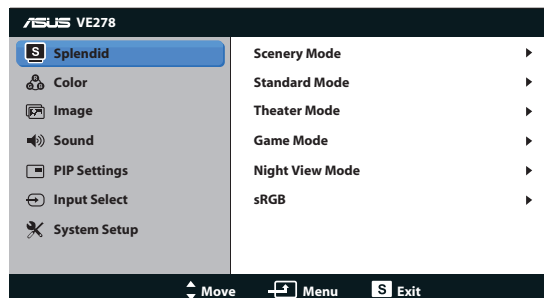 ASUS VE278
S Splendid
Color
Image
Sound
PIP Settings
Input Select
System Setup
Scenery Mode
Standard Mode
Theater Mode
Game Mode
Night View Mode
sRGB
Move Menu S Exit